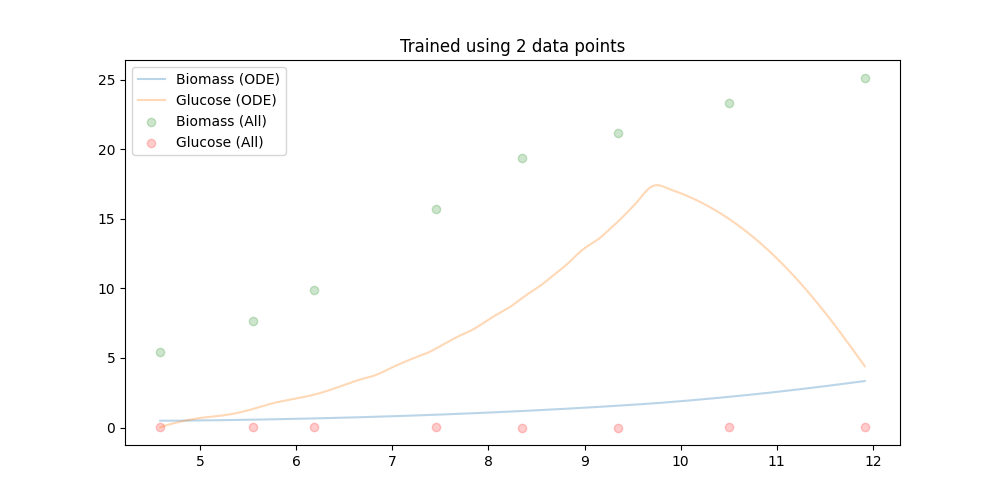 Trained using 2 data points
Biomass (ODE)
Glucose (ODE)
Biomass (All)
Glucose (All)
25
20
15
10
5
0
5 6 7 8 9 10 11 12